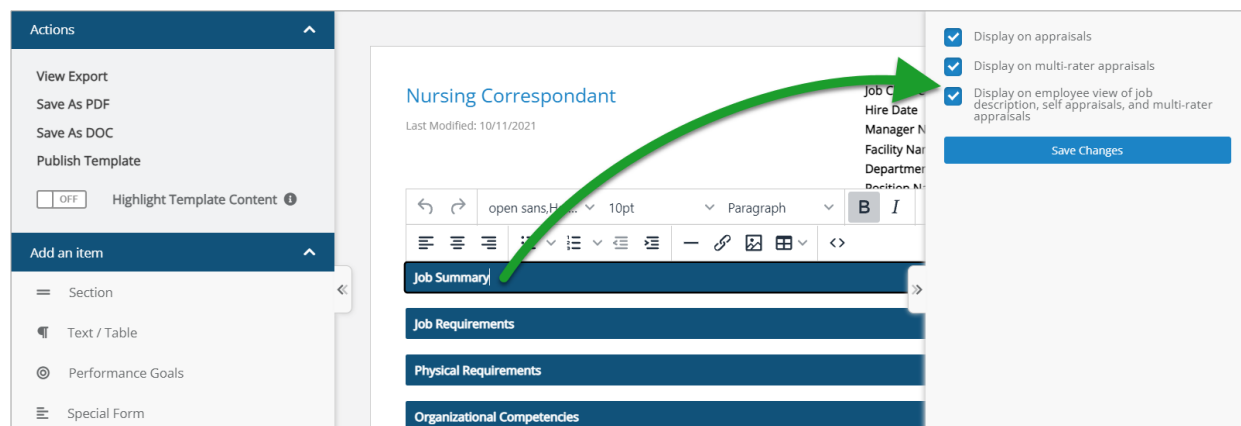 Actions
View Export
Save As PDF
Save As DOC
Publish Template
OFF Highlight Template Content
Add an item
Section
Text / Table
Performance Goals
Special Form
Nursing Correspondant
Last Modified: 10/11/2021
Hire Date
Manager N
Facility Nar
Departmer
open sans,H 10pt Paragraph B I
Job Summary
Job Requirements
Physical Requirements
Organizational Competencies
Display on appraisals
Display on multi-rater appraisals
Display on employee view of job
description, self appraisals, and multi-rater
appraisals
Save Changes